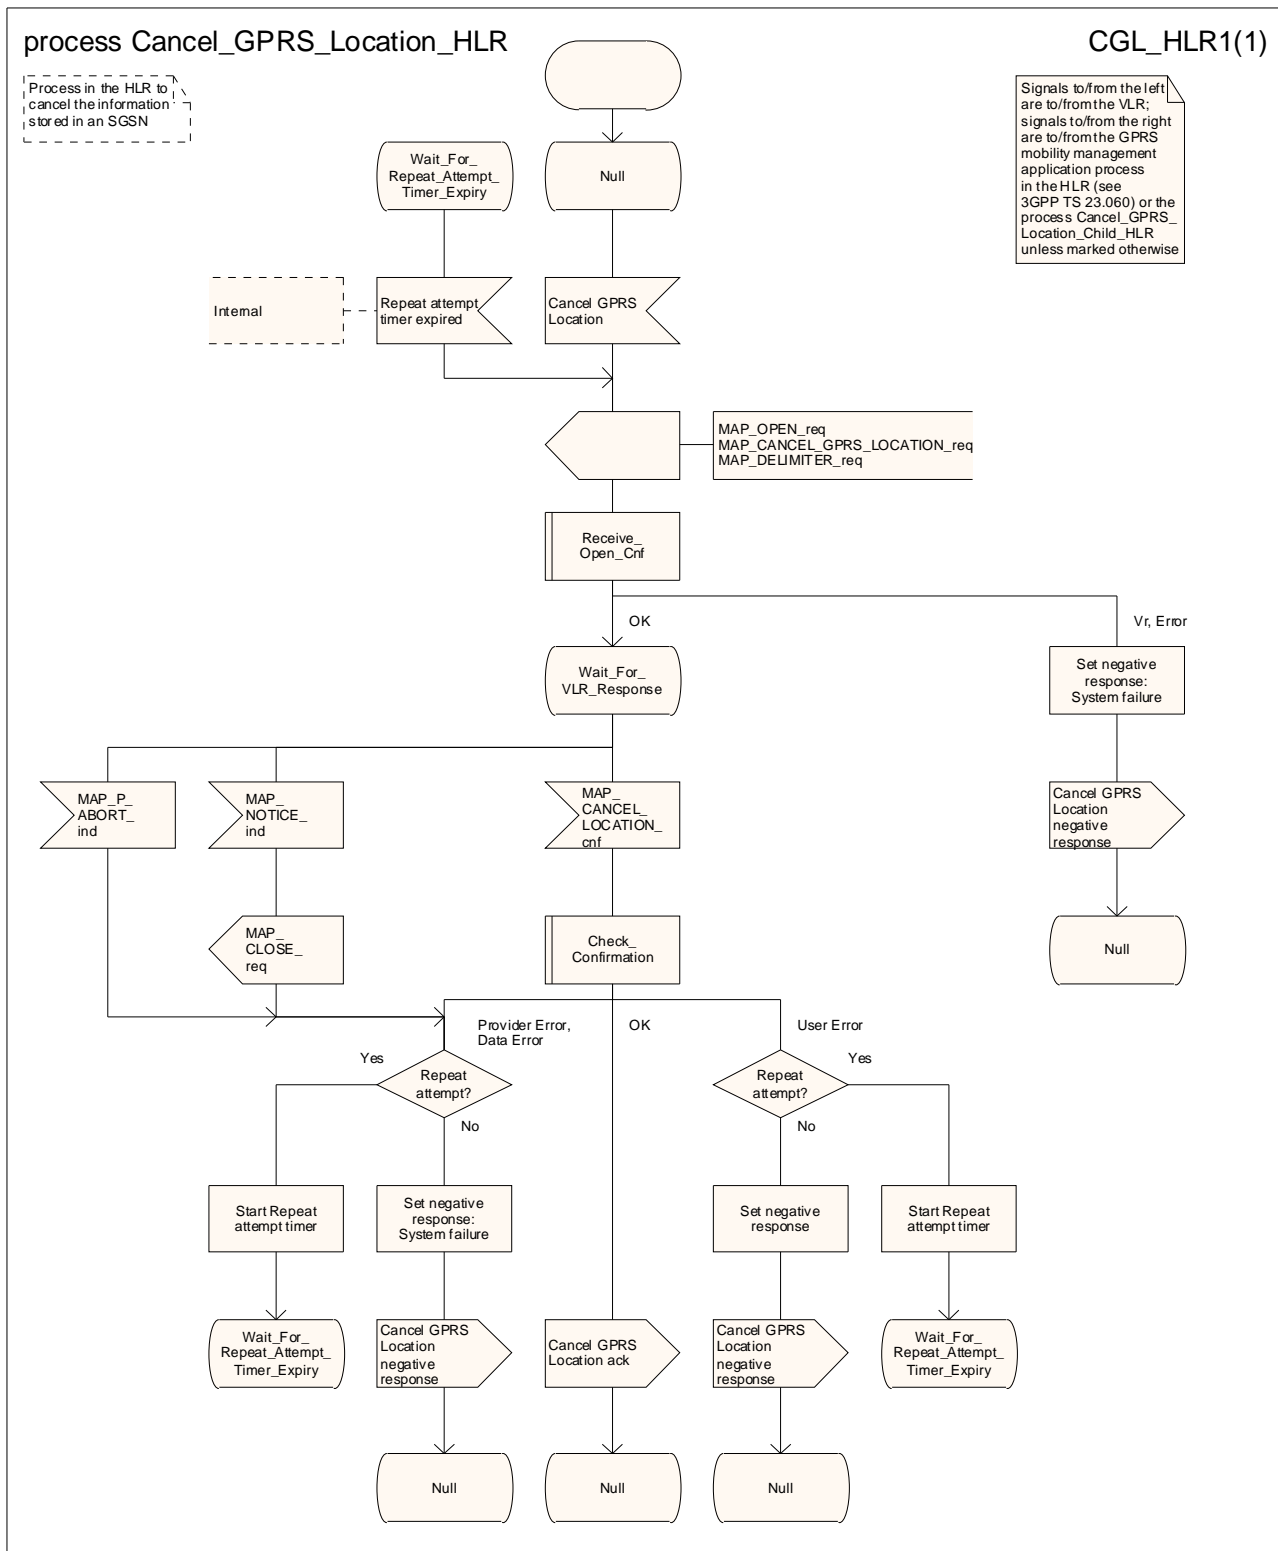 process Cancel_GPRS_Location_HLR
CGL_HLR1(1)
Process in the HLR to
cancel the information
stored in an SGSN
Signals to/from the left
are to/from the VLR;
signals to/from the right
are to/from the GPRS
mobility management
application process
in the HLR (see
3GPP TS 23.060) or the
process Cancel_GPRS_
Location_Child_HLR
unless marked otherwise
Wait_For_
Repeat_Attempt_
Timer_Expiry
Null
Internal
Repeat attempt
timer expired
Cancel GPRS
Location
MAP_OPEN_req
MAP_CANCEL_GPRS_LOCATION_req
MAP_DELIMITER_req
Receive_
Open_Cnf
OK
Vr, Error
Wait_For_
VLR_Response
Set negative
response:
System failure
MAP_P_
ABORT_
ind
MAP_
NOTICE_
ind
MAP_
CANCEL_
LOCATION_
cnf
Cancel GPRS
Location
negative
response
MAP_
CLOSE_
req
Check_
Confirmation
Null
Provider Error,
Data Error
OK
User Error
Yes
Repeat
attempt?
No
Yes
Repeat
attempt?
No
Start Repeat
attempt timer
Set negative
response:
System failure
Set negative
response
Start Repeat
attempt timer
Wait_For_
Repeat_Attempt_
Timer_Expiry
Cancel GPRS
Location
negative
response
Cancel GPRS
Location ack
Cancel GPRS
Location
negative
response
Wait_For_
Repeat_Attempt_
Timer_Expiry
Null
Null
Null